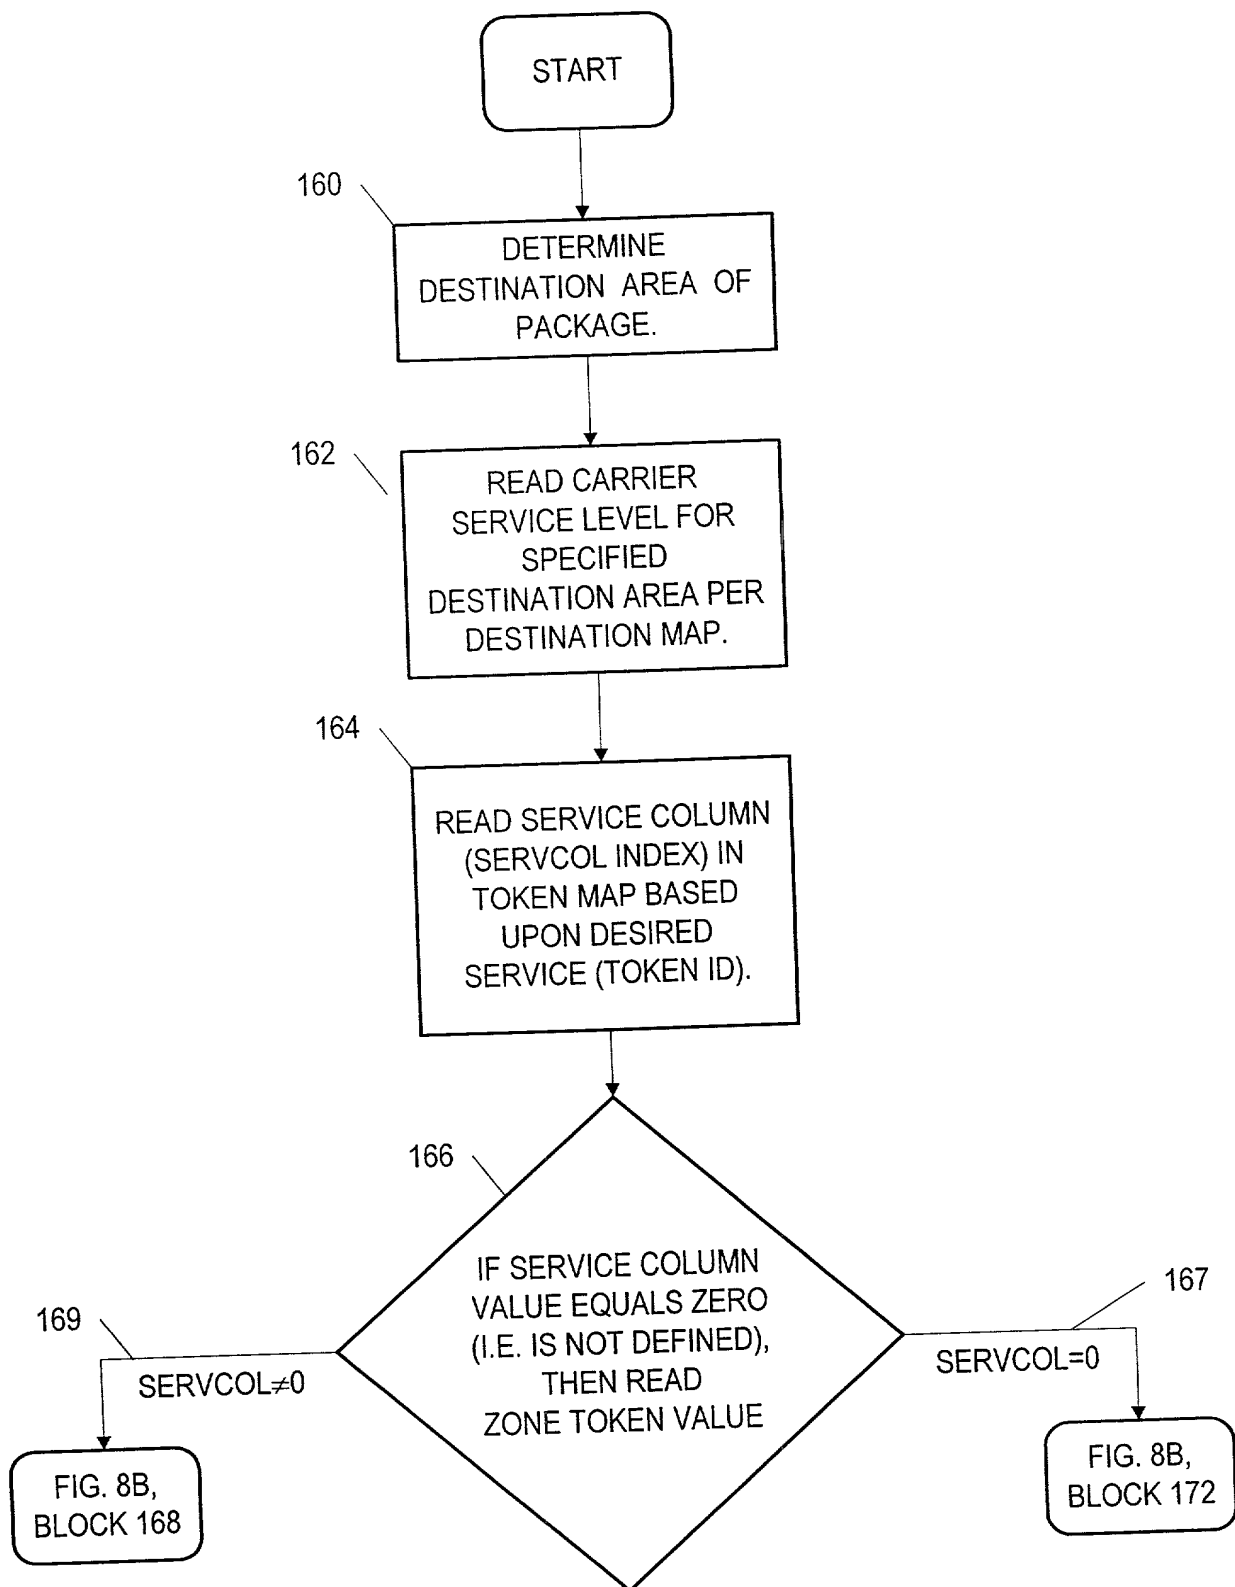 START
160
DETERMINE
DESTINATION AREA OF
PACKAGE.
162
READ CARRIER
SERVICE LEVEL FOR
SPECIFIED
DESTINATION AREA PER
DESTINATION MAP.
164
READ SERVICE COLUMN
(SERVCOL INDEX) IN
TOKEN MAP BASED
UPON DESIRED
SERVICE (TOKEN ID).
166
IF SERVICE COLUMN
VALUE EQUALS ZERO
(I.E. IS NOT DEFINED),
THEN READ
ZONE TOKEN VALUE
169
SERVCOL≠0
FIG. 8B,
BLOCK 168
167
SERVCOL=0
FIG. 8B,
BLOCK 172